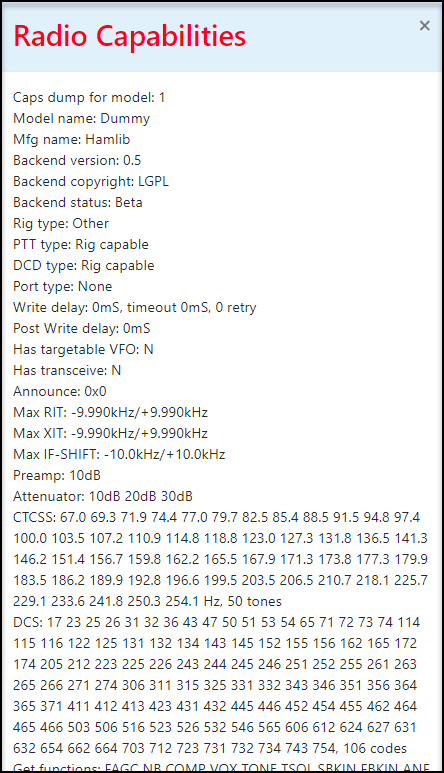 Radio Capabilities
×
Caps dump for model: 1
Model name: Dummy
Mfg name: Hamlib
Backend version: 0.5
Backend copyright: LGPL
Backend status: Beta
Rig type: Other
PTT type: Rig capable
DCD type: Rig capable
Port type: None
Write delay: 0mS, timeout 0mS, 0 retry
Post Write delay: 0mS
Has targetable VFO: N
Has transceive: N
Announce: 0x0
Max RIT: -9.990kHz/+9.990kHz
Max XIT: -9.990kHz/+9.990kHz
Max IF-SHIFT: -10.0kHz/+10.0kHz
Preamp: 10dB
Attenuator: 10dB 20dB 30dB
CTCSS: 67.0 69.3 71.9 74.4 77.0 79.7 82.5 85.4 88.5 91.5 94.8 97.4
100.0 103.5 107.2 110.9 114.8 118.8 123.0 127.3 131.8 136.5 141.3
146.2 151.4 156.7 159.8 162.2 165.5 167.9 171.3 173.8 177.3 179.9
183.5 186.2 189.9 192.8 196.6 199.5 203.5 206.5 210.7 218.1 225.7
229.1 233.6 241.8 250.3 254.1 Hz, 50 tones
DCS: 17 23 25 26 31 32 36 43 47 50 51 53 54 65 71 72 73 74 114
115 116 122 125 131 132 134 143 145 152 155 156 162 165 172
174 205 212 223 225 226 243 244 245 246 251 252 255 261 263
265 266 271 274 306 311 315 325 331 332 343 346 351 356 364
365 371 411 412 413 423 431 432 445 446 452 454 455 462 464
465 466 503 506 516 523 526 532 546 565 606 612 624 627 631
632 654 662 664 703 712 723 731 732 734 743 754, 106 codes
Get functions: FAGC NB COMP VOX TONE TSQL SBKIN FBKIN ANF